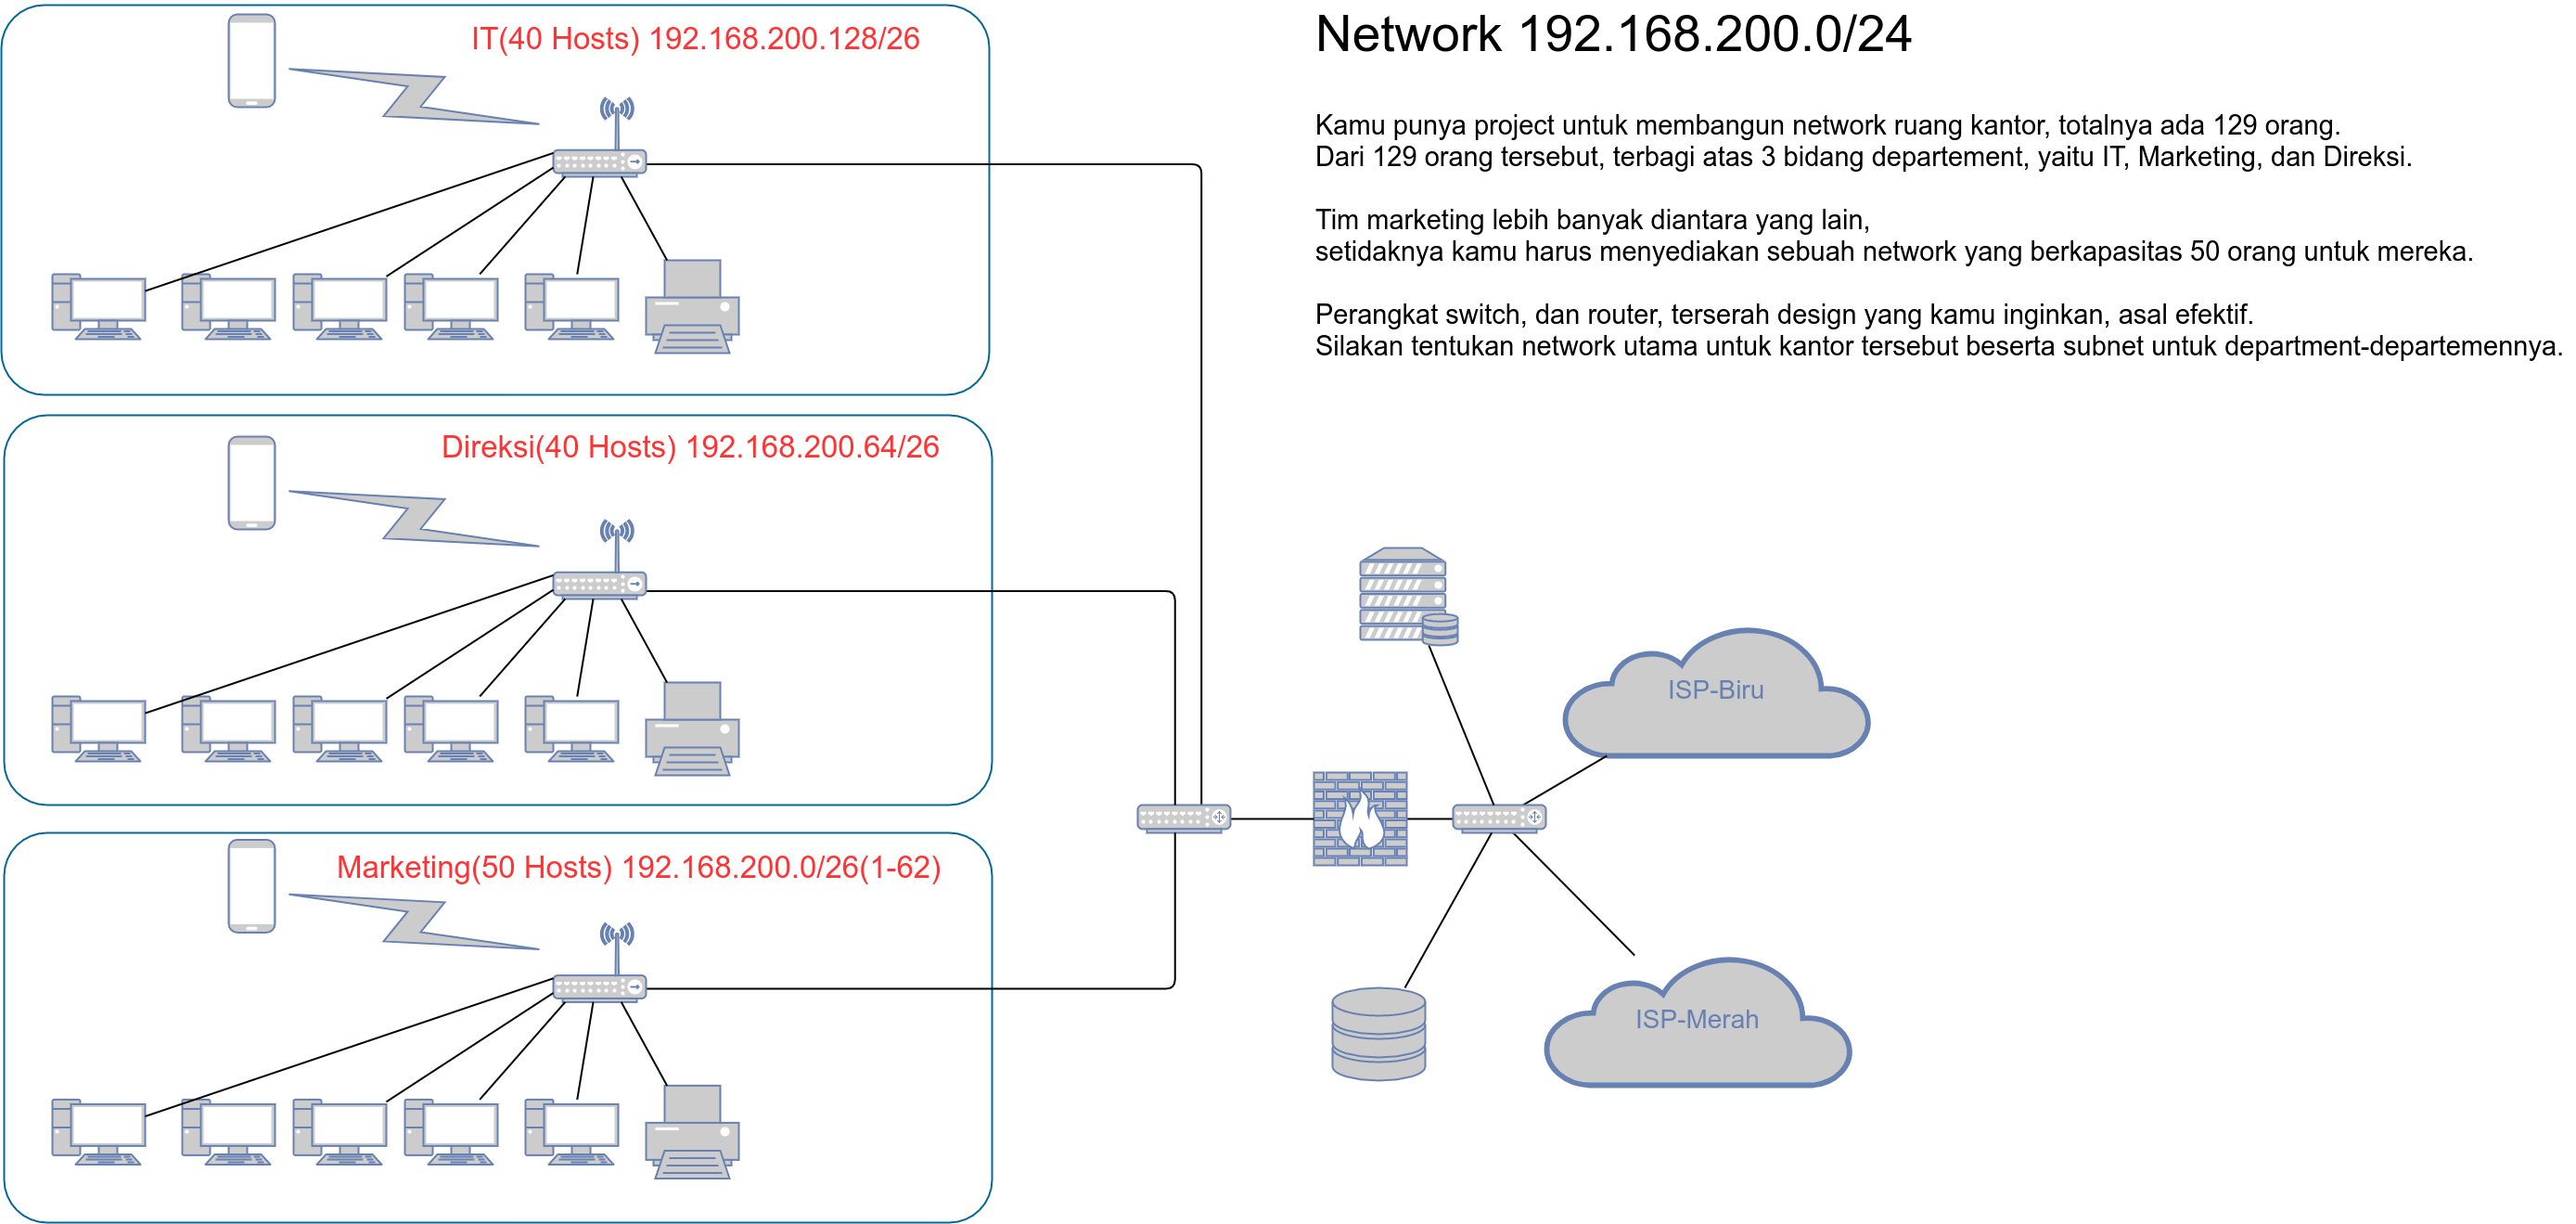 IT(40 Hosts) 192.168.200.128/26
Network 192.168.200.0/24
Kamu punya project untuk membangun network ruang kantor, totalnya ada 129 orang.
Dari 129 orang tersebut, terbagi atas 3 bidang departement, yaitu IT, Marketing, dan Direksi.
Tim marketing lebih banyak diantara yang lain,
setidaknya kamu harus menyediakan sebuah network yang berkapasitas 50 orang untuk mereka.
Perangkat switch, dan router, terserah design yang kamu inginkan, asal efektif.
Silakan tentukan network utama untuk kantor tersebut beserta subnet untuk department-departemennya.
Direksi(40 Hosts) 192.168.200.64/26
ISP-Biru
Marketing(50 Hosts) 192.168.200.0/26(1-62)
ISP-Merah